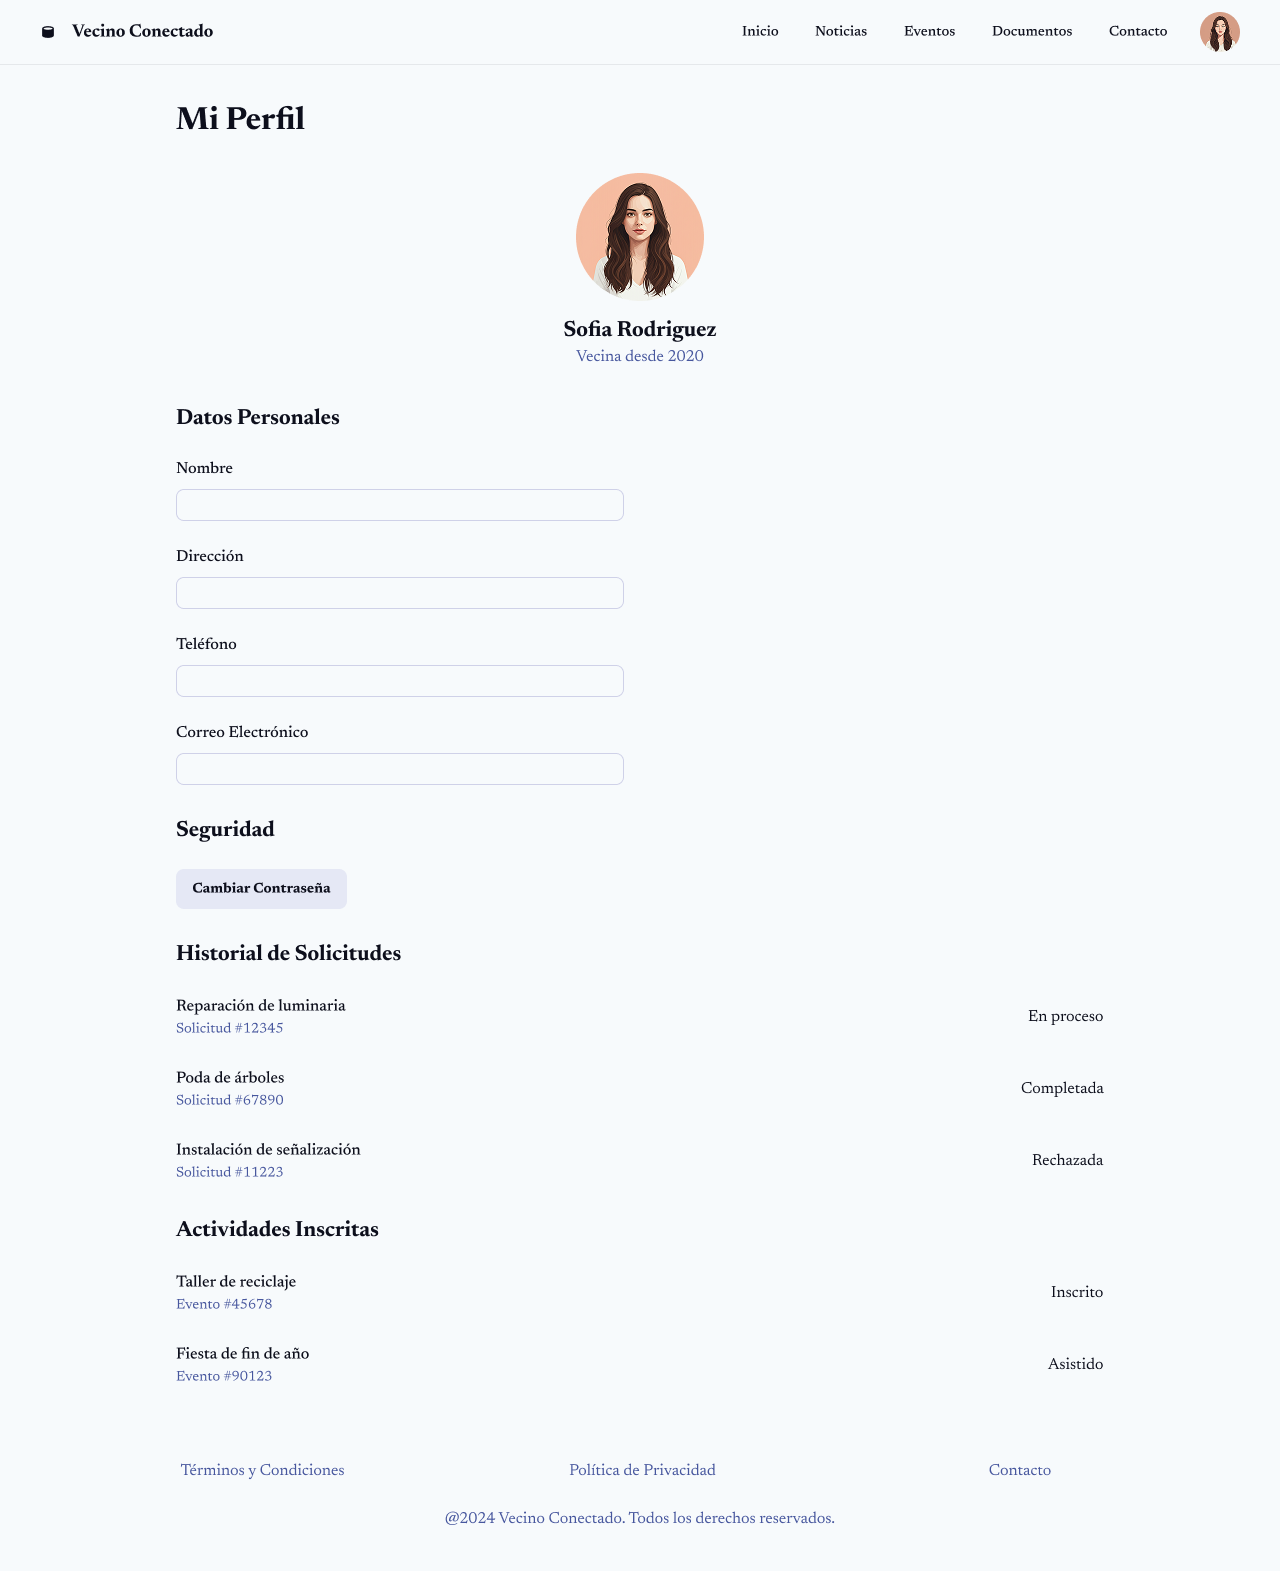 Vecino Conectado
Inicio
Noticias
Eventos
Documentos
Contacto
Mi Perfil
Sofia Rodriguez
Vecina desde 2020
Datos Personales
Nombre
Dirección
Teléfono
Correo Electrónico
Seguridad
Cambiar Contraseña
Historial de Solicitudes
Reparación de luminaria
Solicitud #12345
En proceso
Poda de árboles
Solicitud #67890
Completada
Instalación de señalización
Solicitud #11223
Rechazada
Actividades Inscritas
Taller de reciclaje
Evento #45678
Inscrito
Fiesta de fin de año
Evento #90123
Asistido
Términos y Condiciones
Política de Privacidad
Contacto
@2024 Vecino Conectado. Todos los derechos reservados.